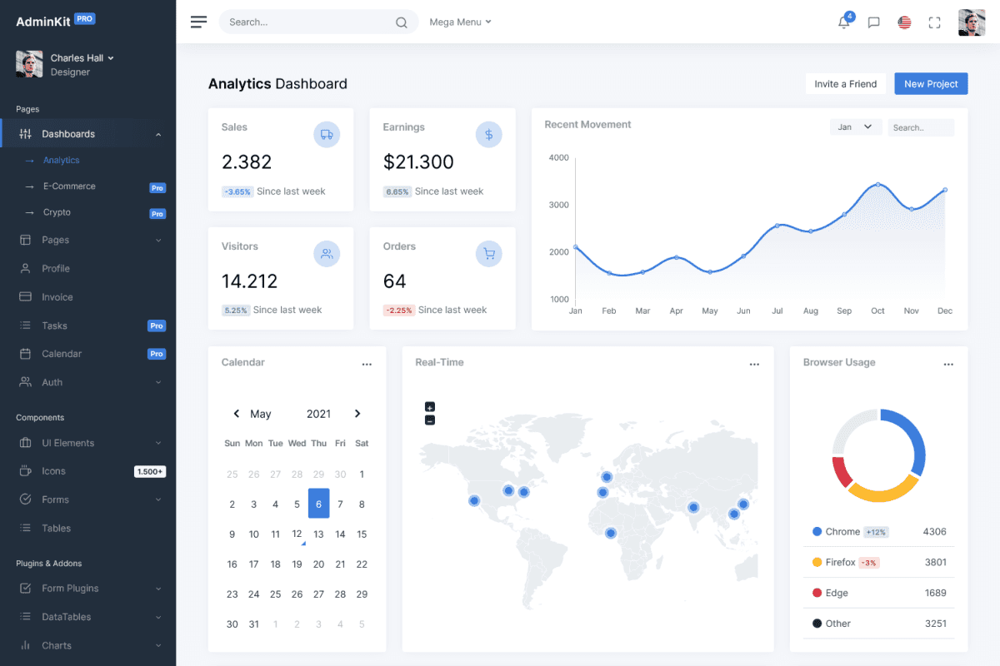 AdminKit PRO
Charles Hall
Designer
Pages
Dashboards
→ Analytics
→ E-Commerce Pro
→ Crypto Pro
Pages
Profile
Invoice
Tasks Pro
Calendar Pro
Auth
Components
UI Elements
Icons 1.500+
Forms
Tables
Plugins & Addons
Form Plugins
DataTables
Charts
Search...
Mega Menu
4
Analytics Dashboard
Invite a Friend
New Project
Sales
2.382
-3.65% Since last week
Earnings
$
$21.300
6.65% Since last week
Visitors
14.212
5.25% Since last week
Orders
64
-2.25% Since last week
Recent Movement
Jan
Search..
4000
3000
2000
1000
Jan Feb Mar Apr May Jun Jul Aug Sep Oct Nov Dec
Calendar
...
May 2021
Sun Mon Tue Wed Thu Fri Sat
25 26 27 28 29 30 1
2 3 4 5 6 7 8
9 10 11 12 13 14 15
16 17 18 19 20 21 22
23 24 25 26 27 28 29
30 31 1 2 3 4 5
Real-Time
...
+
−
Browser Usage
...
Chrome +12% 4306
Firefox -3% 3801
Edge 1689
Other 3251